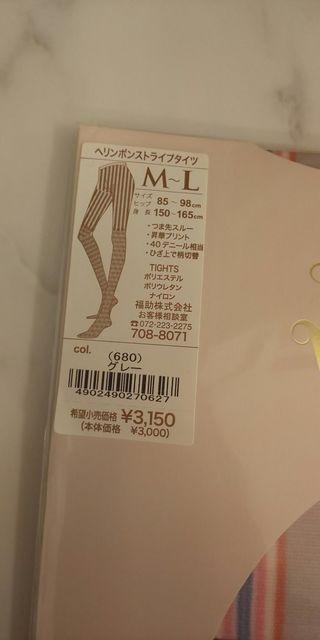 ヘリンボンストライプタイツ
M~L
サイズ
ヒップ 85~98cm
身長 150~165cm
・つま先スルー
・昇華プリント
・40デニール相当
・ひざ上で柄切替
TIGHTS
ポリエステル
ポリウレタン
ナイロン
福助株式会社
お客様相談室
☎072-223-2275
708-8071
col.
(680)
グレー
4902490270627
希望小売価格 ¥3,150
(本体価格 ¥3,000)